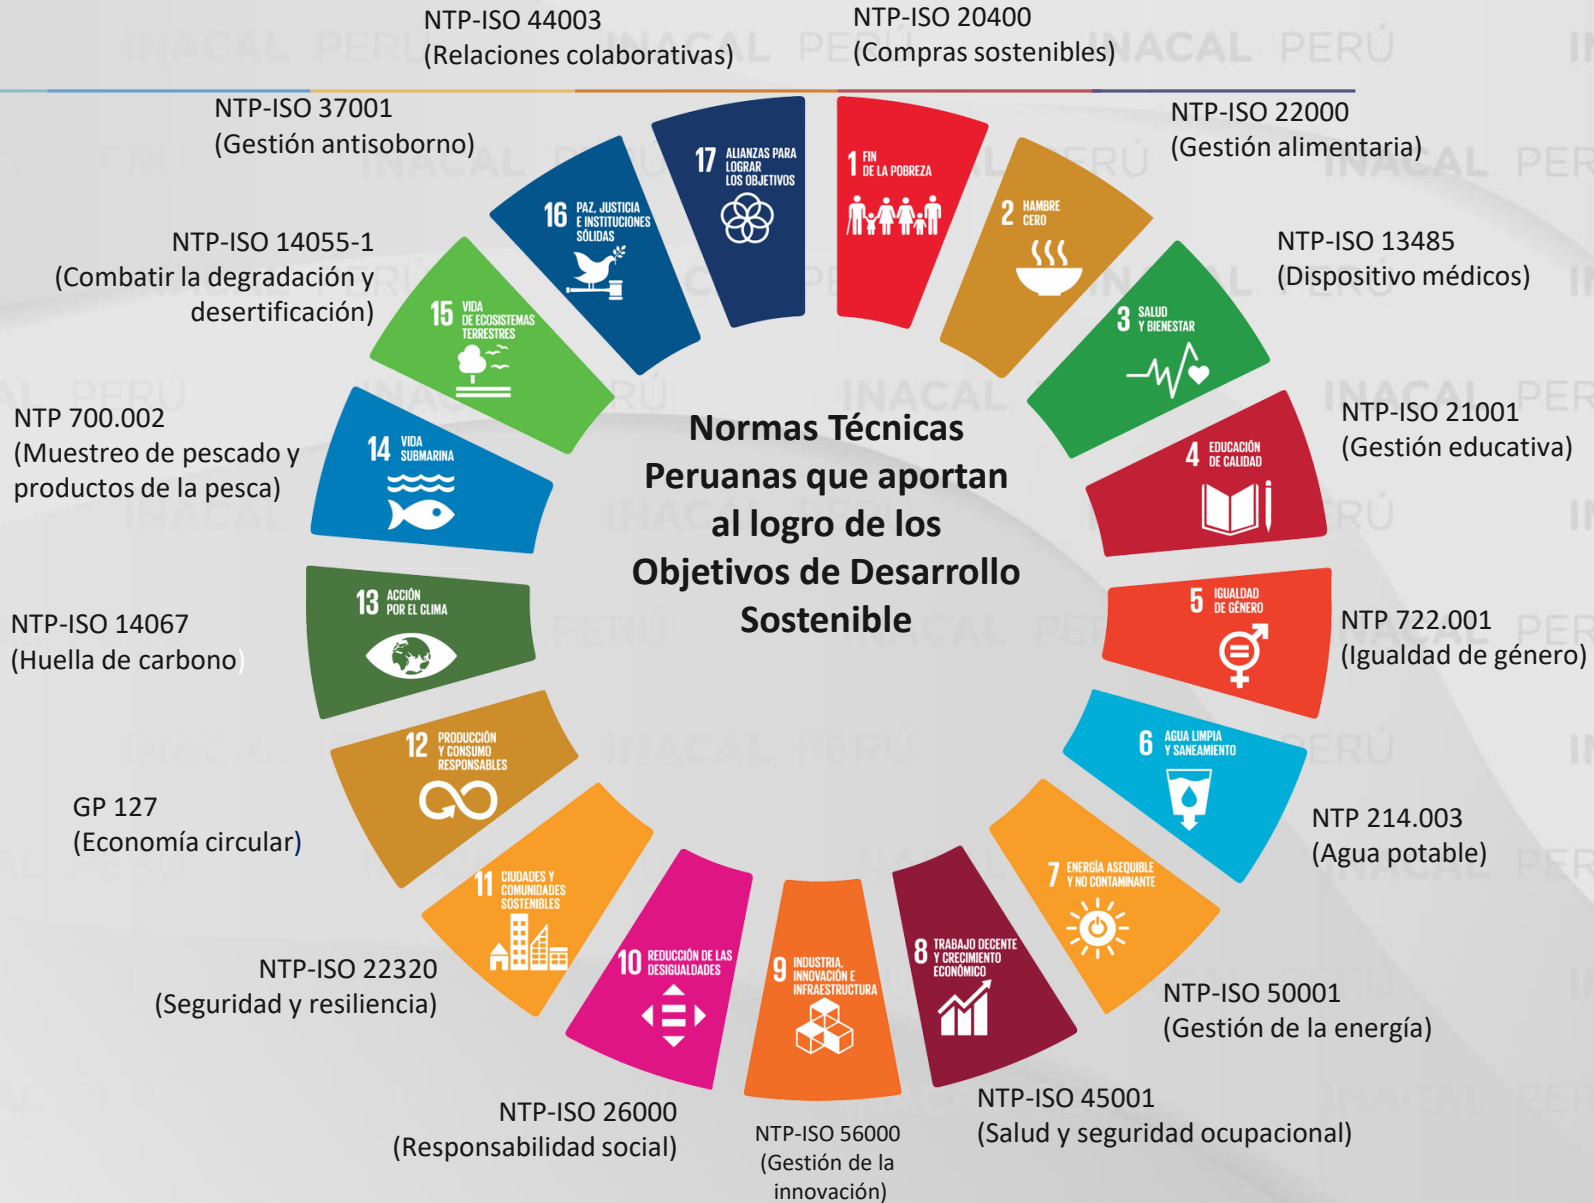 NTP-ISO 44003
(Relaciones colaborativas)
NTP-ISO 20400
(Compras sostenibles)
NTP-ISO 37001
(Gestión antisoborno)
NTP-ISO 22000
(Gestión alimentaria)
NTP-ISO 14055-1
(Combatir la degradación y
desertificación)
NTP-ISO 13485
(Dispositivo médicos)
NTP 700.002
(Muestreo de pescado y
productos de la pesca)
NTP-ISO 21001
(Gestión educativa)
NTP-ISO 14067
(Huella de carbono)
NTP 722.001
(Igualdad de género)
GP 127
(Economía circular)
NTP 214.003
(Agua potable)
NTP-ISO 22320
(Seguridad y resiliencia)
NTP-ISO 50001
(Gestión de la energía)
NTP-ISO 26000
(Responsabilidad social)
NTP-ISO 56000
(Gestión de la
innovación)
NTP-ISO 45001
(Salud y seguridad ocupacional)
Normas Técnicas
Peruanas que aportan
al logro de los
Objetivos de Desarrollo
Sostenible
1 FIN
DE LA POBREZA
2 HAMBRE
CERO
3 SALUD
Y BIENESTAR
4 EDUCACIÓN
DE CALIDAD
5 IGUALDAD
DE GÉNERO
6 AGUA LIMPIA
Y SANEAMIENTO
7 ENERGÍA ASEQUIBLE
Y NO CONTAMINANTE
8 TRABAJO DECENTE
Y CRECIMIENTO
ECONÓMICO
9 INDUSTRIA,
INNOVACIÓN E
INFRAESTRUCTURA
10 REDUCCIÓN DE LAS
DESIGUALDADES
11 CIUDADES Y
COMUNIDADES
SOSTENIBLES
12 PRODUCCIÓN
Y CONSUMO
RESPONSABLES
13 ACCIÓN
POR EL CLIMA
14 VIDA
SUBMARINA
15 VIDA
DE ECOSISTEMAS
TERRESTRES
16 PAZ, JUSTICIA
E INSTITUCIONES
SÓLIDAS
17 ALIANZAS PARA
LOGRAR
LOS OBJETIVOS
INACAL PERÚ